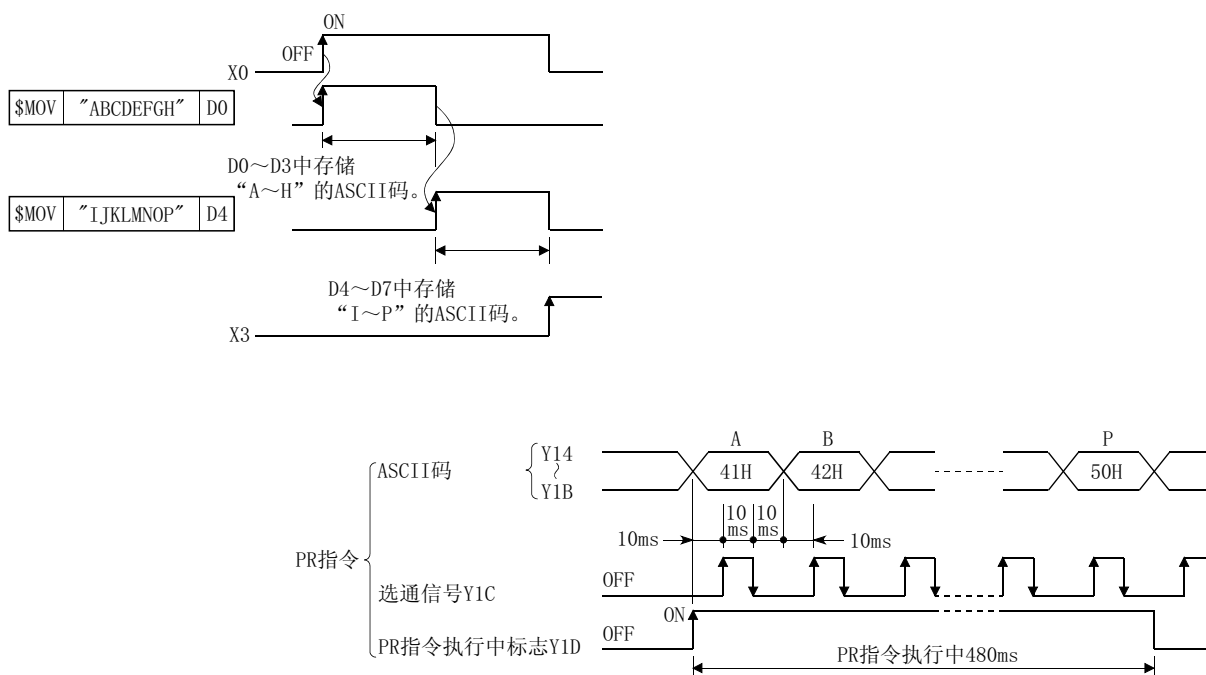 ON
OFF
X0
$MOV "ABCDEFGH" D0
D0～D3中存储
“A～H”的ASCII码。
$MOV "IJKLMNOP" D4
D4～D7中存储
“I～P”的ASCII码。
X3
A B P
ASCII码 Y14
～
Y1B
41H 42H 50H
10 10
ms ms
10ms 10ms
PR指令
OFF
选通信号Y1C
ON
OFF
PR指令执行中标志Y1D
PR指令执行中480ms